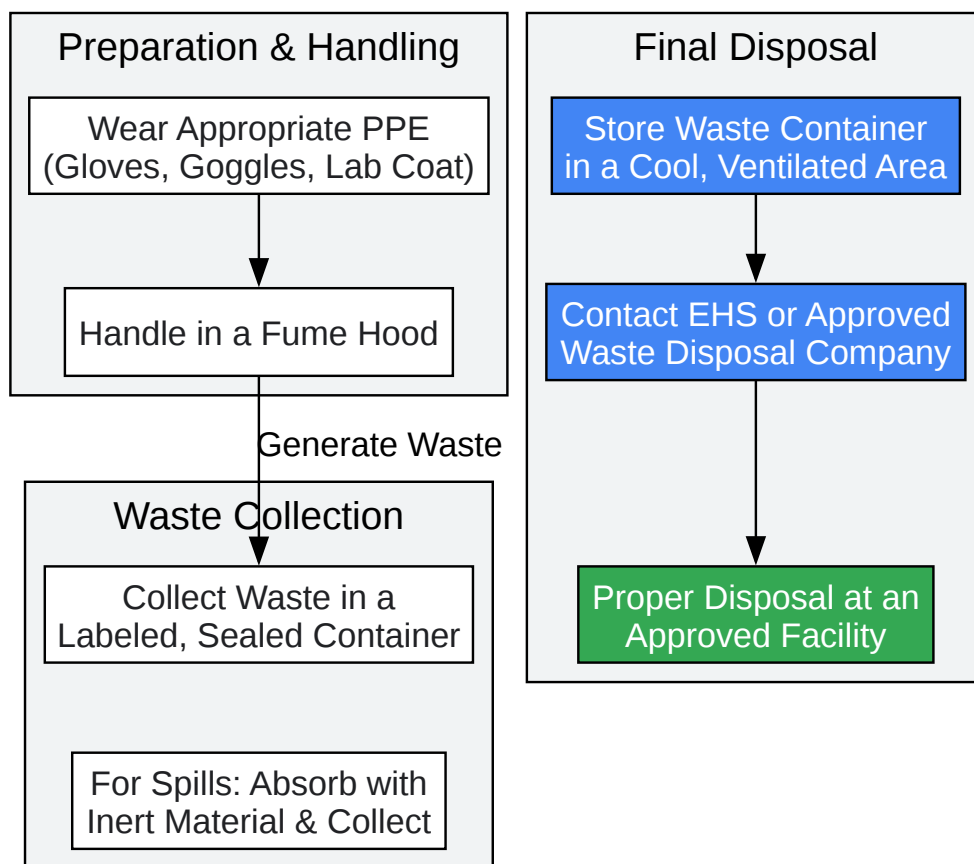 Preparation & Handling
Wear Appropriate PPE
(Gloves, Goggles, Lab Coat)
Handle in a Fume Hood
Generate Waste
Waste Collection
Collect Waste in a
Labeled, Sealed Container
For Spills: Absorb with
Inert Material & Collect
Final Disposal
Store Waste Container
in a Cool, Ventilated Area
Contact EHS or Approved
Waste Disposal Company
Proper Disposal at an
Approved Facility